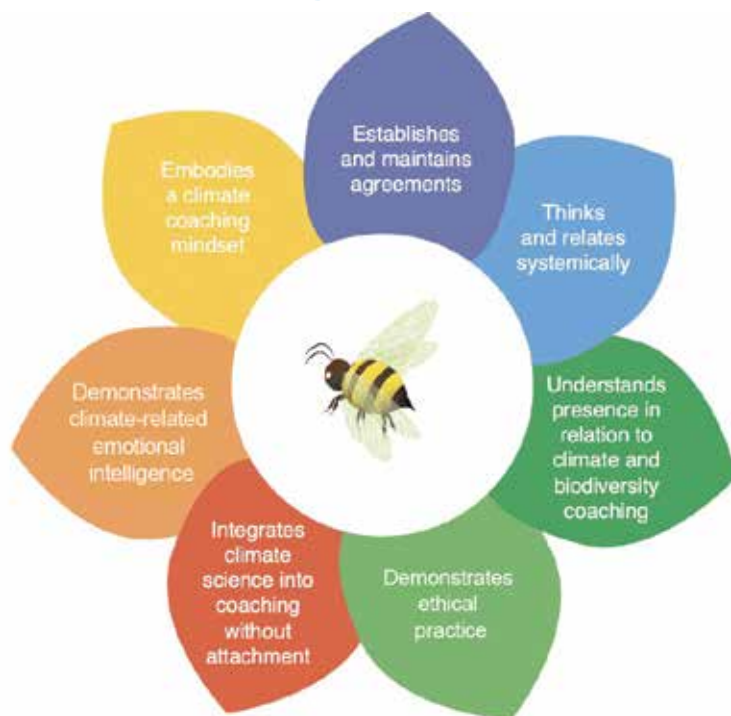 Establishes
and maintains
agreements
Thinks
and relates
systemically
Understands
presence in
relation to
climate and
biodiversity
coaching
Demonstrates
ethical
practice
Integrates
climate
science into
coaching
without
attachment
Demonstrates
climate-related
emotional
intelligence
Embodies
a climate
coaching
mindset